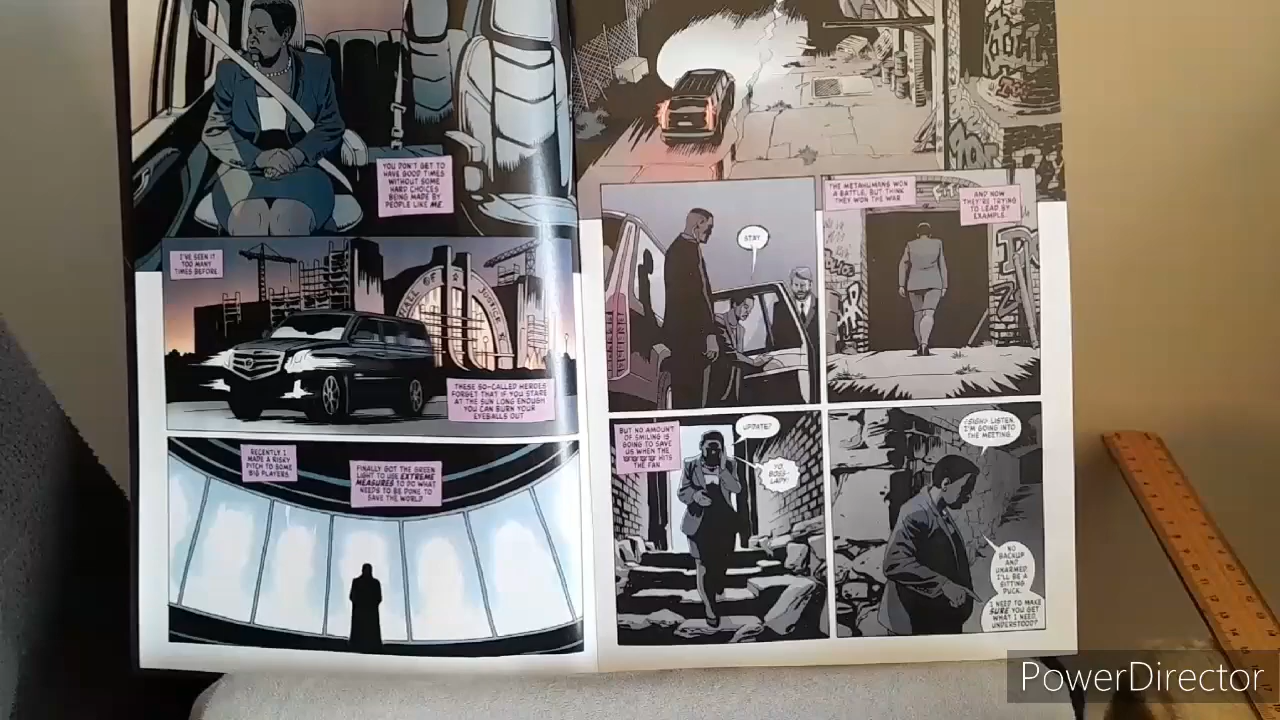 YOU DON'T GET TO
HAVE GOOD TIMES
WITHOUT SOME
HARD CHOICES
BEING MADE BY
PEOPLE LIKE ME.
I'VE SEEN IT
TOO MANY
TIMES BEFORE
HALL OF JUSTICE
THESE SO-CALLED HEROES
FORGET THAT IF YOU STARE
AT THE SUN LONG ENOUGH
YOU CAN BURN YOUR
EYEBALLS OUT
RECENTLY I
MADE A RISKY
PITCH TO SOME
BIG PLAYERS
FINALLY GOT THE GREEN
LIGHT TO USE EXTREME
MEASURES TO DO WHAT
NEEDS TO BE DONE TO
SAVE THE WORLD
STAY
THE METAHUMANS WON
A BATTLE, BUT THINK
THEY WON THE WAR
AND NOW
THEY'RE TRYING
TO LEAD BY
EXAMPLE.
BUT NO AMOUNT
OF SMILING IS
GOING TO SAVE
US WHEN THE
HITS
THE FAN.
UPDATE?
YO,
BOSS-
LADY!
(SIGH) LISTEN,
I'M GOING INTO
THE MEETING.
NO
BACKUP
AND
UNARMED
I'LL BE A
SITTING
DUCK.
I NEED TO MAKE
SURE YOU GET
WHAT I NEED,
UNDERSTOOD?
PowerDirector